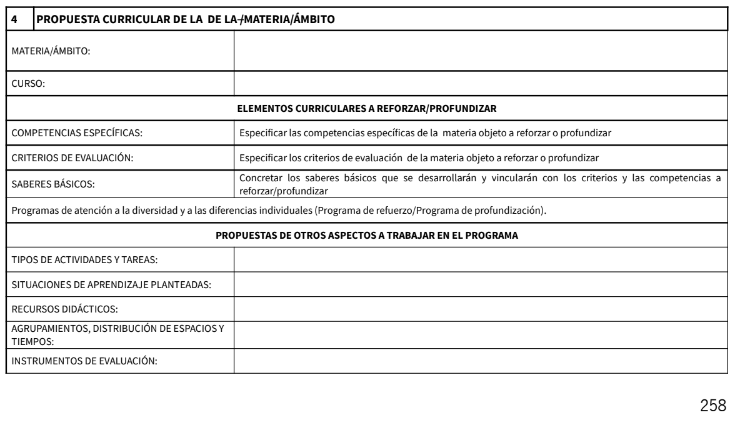 4 PROPUESTA CURRICULAR DE LA DE LA /MATERIA/ÁMBITO
MATERIA/ÁMBITO:
CURSO:
ELEMENTOS CURRICULARES A REFORZAR/PROFUNDIZAR
COMPETENCIAS ESPECÍFICAS: Especificar las competencias específicas de la materia objeto a reforzar o profundizar
CRITERIOS DE EVALUACIÓN: Especificar los criterios de evaluación de la materia objeto a reforzar o profundizar
SABERES BÁSICOS: Concretar los saberes básicos que se desarrollarán y vincularán con los criterios y las competencias a
reforzar/profundizar
Programas de atención a la diversidad y a las diferencias individuales (Programa de refuerzo/Programa de profundización).
PROPUESTAS DE OTROS ASPECTOS A TRABAJAR EN EL PROGRAMA
TIPOS DE ACTIVIDADES Y TAREAS:
SITUACIONES DE APRENDIZAJE PLANTEADAS:
RECURSOS DIDÁCTICOS:
AGRUPAMIENTOS, DISTRIBUCIÓN DE ESPACIOS Y
TIEMPOS:
INSTRUMENTOS DE EVALUACIÓN:
258